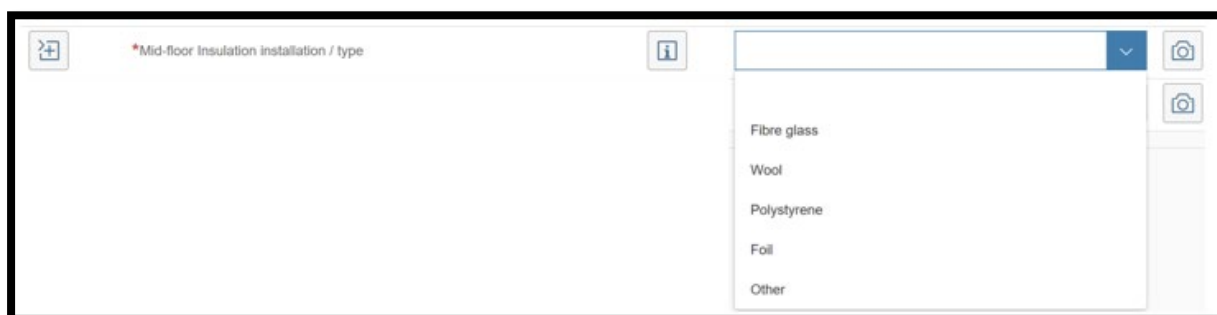 *Mid-floor Insulation installation / type
Fibre glass
Wool
Polystyrene
Foil
Other